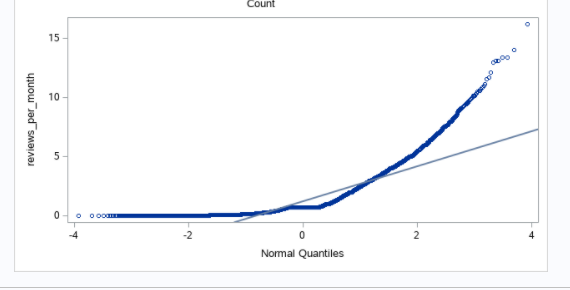 Count
15
10
5
0
reviews_per_month
-4 -2 0 2 4
Normal Quantiles